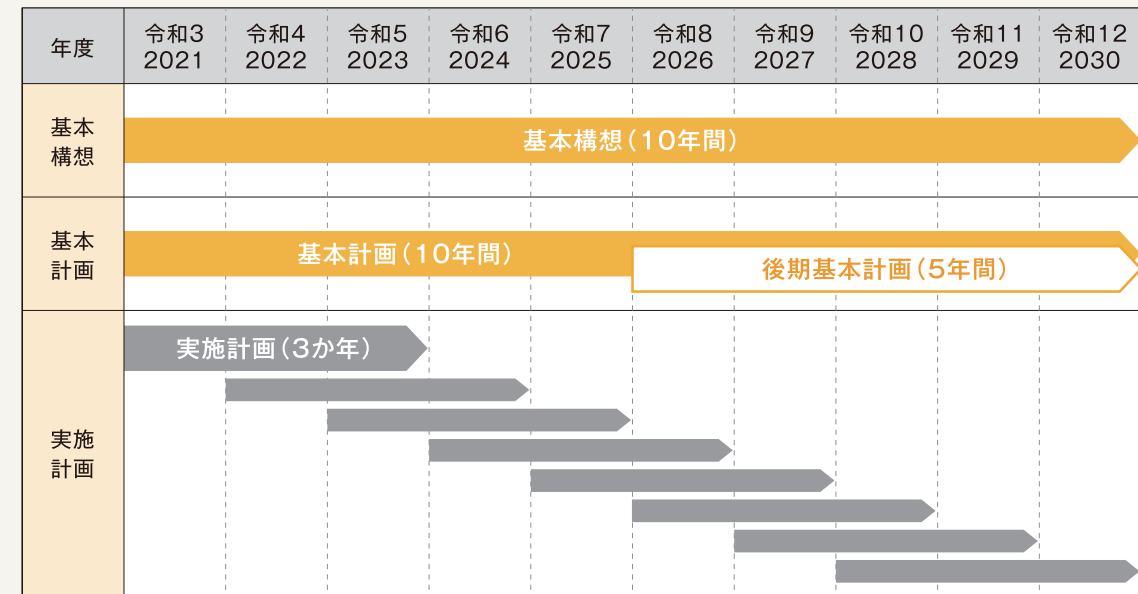 年度
令和3
2021
令和4
2022
令和5
2023
令和6
2024
令和7
2025
令和8
2026
令和9
2027
令和10
2028
令和11
2029
令和12
2030
基本
構想
基本構想(10年間)
基本
計画
基本計画(10年間)
後期基本計画(5年間)
実施
計画
実施計画(3か年)